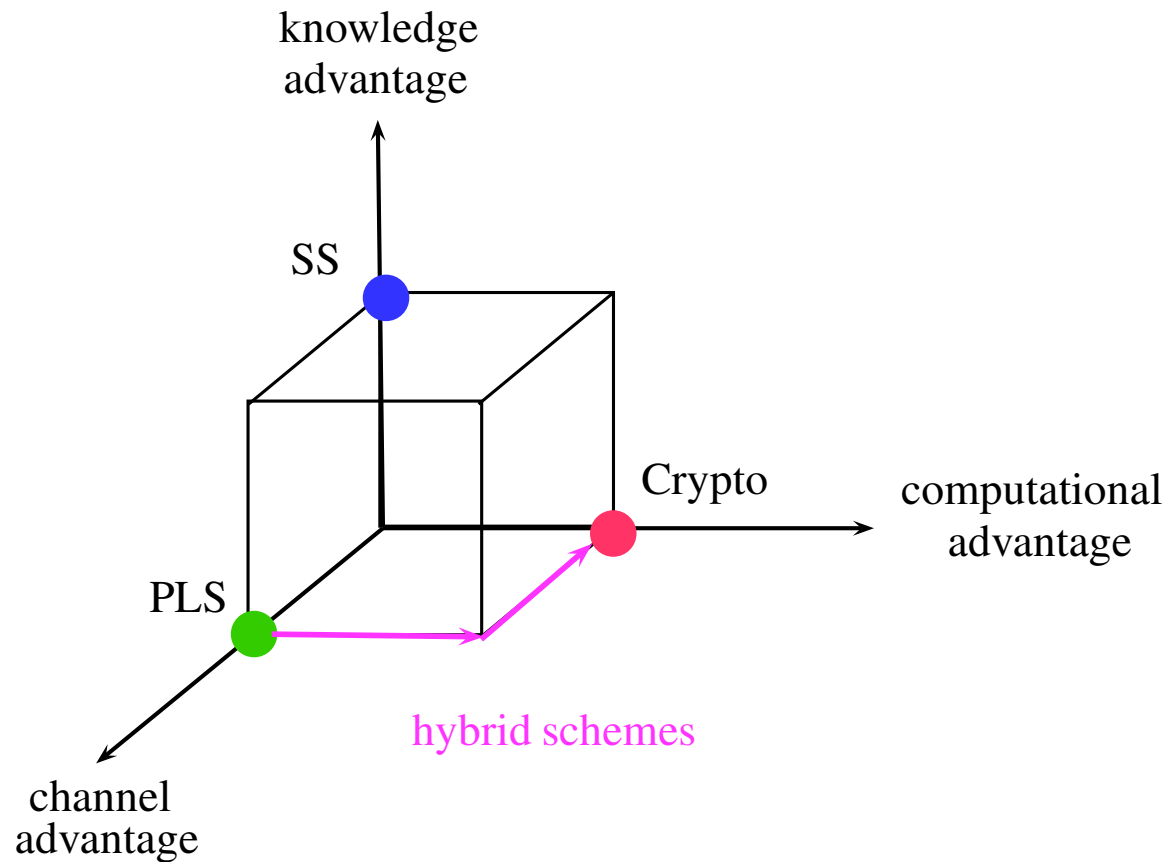 knowledge
advantage
SS
Crypto
computational
advantage
PLS
hybrid schemes
channel
advantage